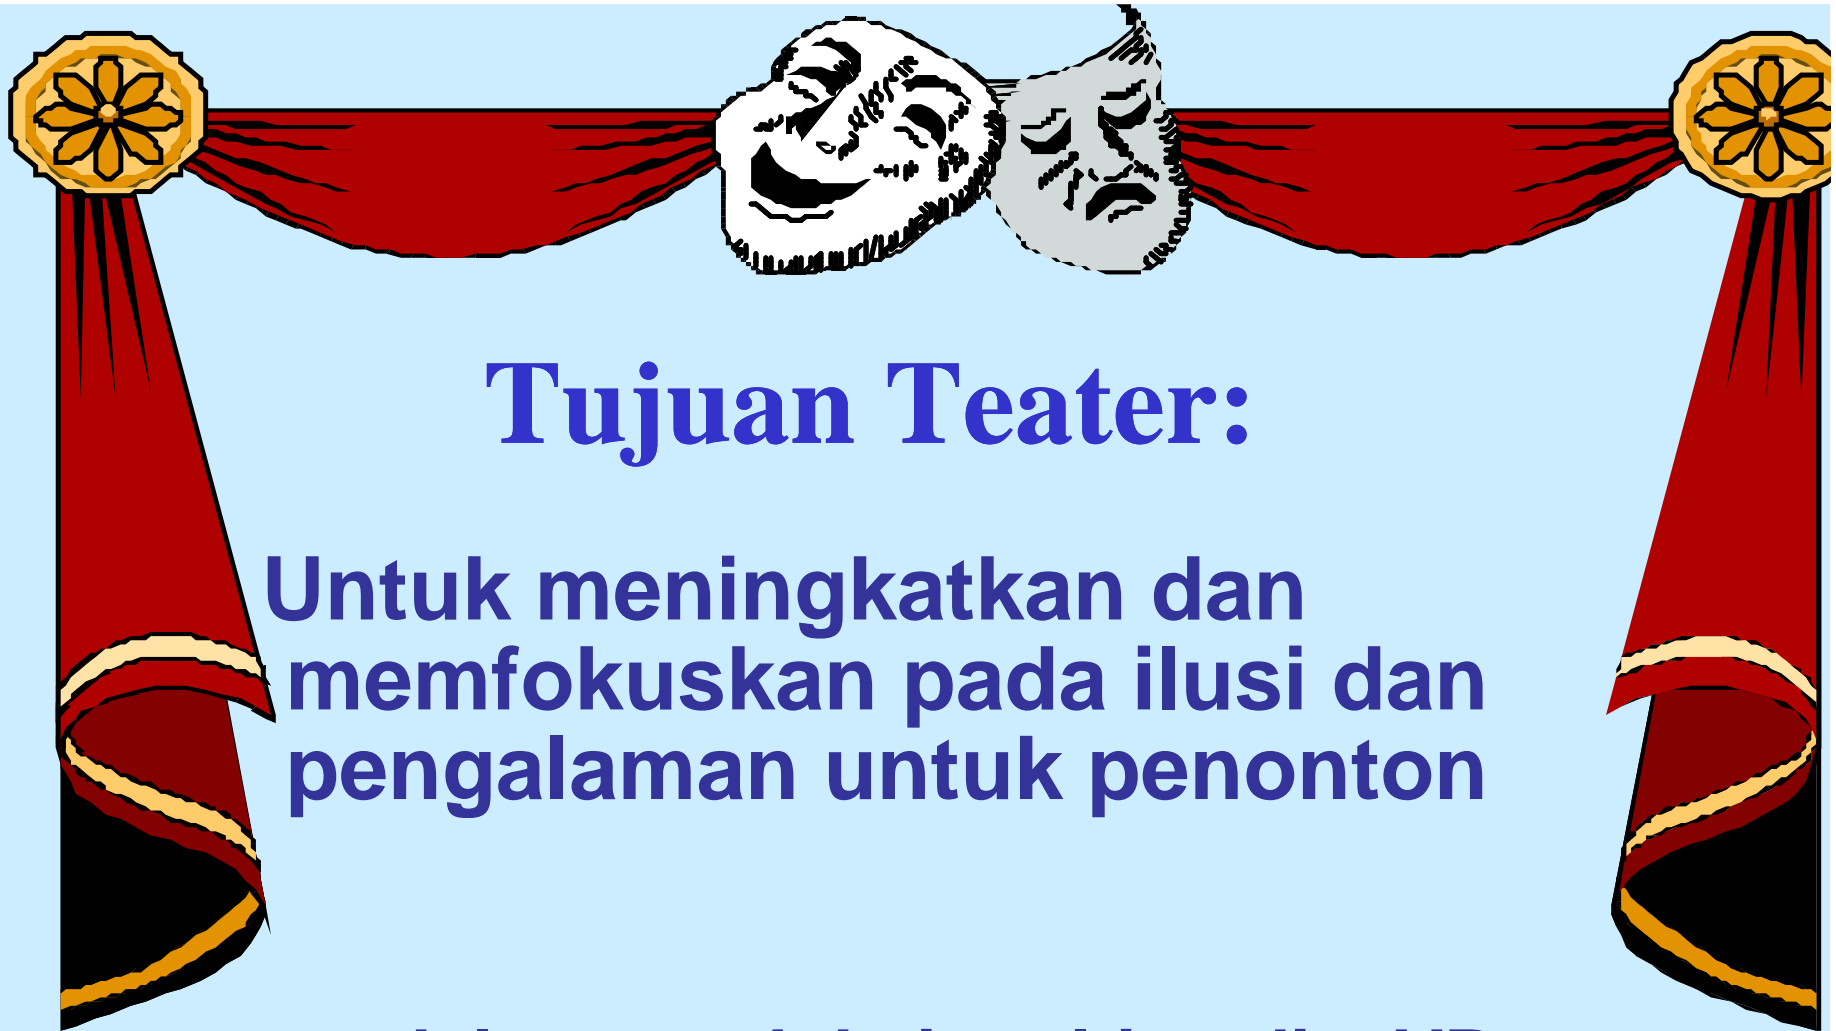 Tujuan Teater:
Untuk meningkatkan dan
memfokuskan pada ilusi dan
pengalaman untuk penonton